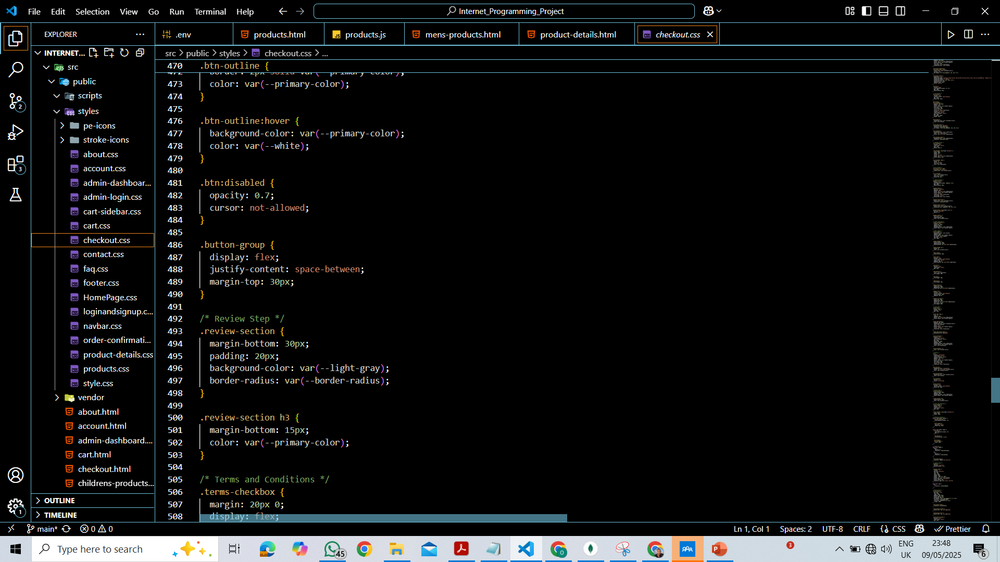 File Edit Selection View Go Run Terminal Help
Internet_Programming_Project
EXPLORER
.env
products.html
products.js
mens-products.html
product-details.html
checkout.css
INTERNET...
src > public > styles > checkout.css > ...
src
public
scripts
styles
pe-icons
stroke-icons
about.css
account.css
admin-dashboar...
admin-login.css
cart-sidebar.css
cart.css
checkout.css
contact.css
faq.css
footer.css
HomePage.css
loginandsignup.c...
navbar.css
order-confirmati...
product-details.css
products.css
style.css
vendor
about.html
account.html
admin-dashboard....
cart.html
checkout.html
childrens-products...
OUTLINE
TIMELINE
2
3
1
470 .btn-outline {
472 border: 2px solid var(--primary-color);
473 color: var(--primary-color);
474 }
475
476 .btn-outline:hover {
477 background-color: var(--primary-color);
478 color: var(--white);
479 }
480
481 .btn:disabled {
482 opacity: 0.7;
483 cursor: not-allowed;
484 }
485
486 .button-group {
487 display: flex;
488 justify-content: space-between;
489 margin-top: 30px;
490 }
491
492 /* Review Step */
493 .review-section {
494 margin-bottom: 30px;
495 padding: 20px;
496 background-color: var(--light-gray);
497 border-radius: var(--border-radius);
498 }
499
500 .review-section h3 {
501 margin-bottom: 15px;
502 color: var(--primary-color);
503 }
504
505 /* Terms and Conditions */
506 .terms-checkbox {
507 margin: 20px 0;
508 display: flex;
main* 0 0
Ln 1, Col 1 Spaces: 2 UTF-8 CRLF CSS Prettier
Type here to search
45
3
ENG
UK
23:48
09/05/2025
6